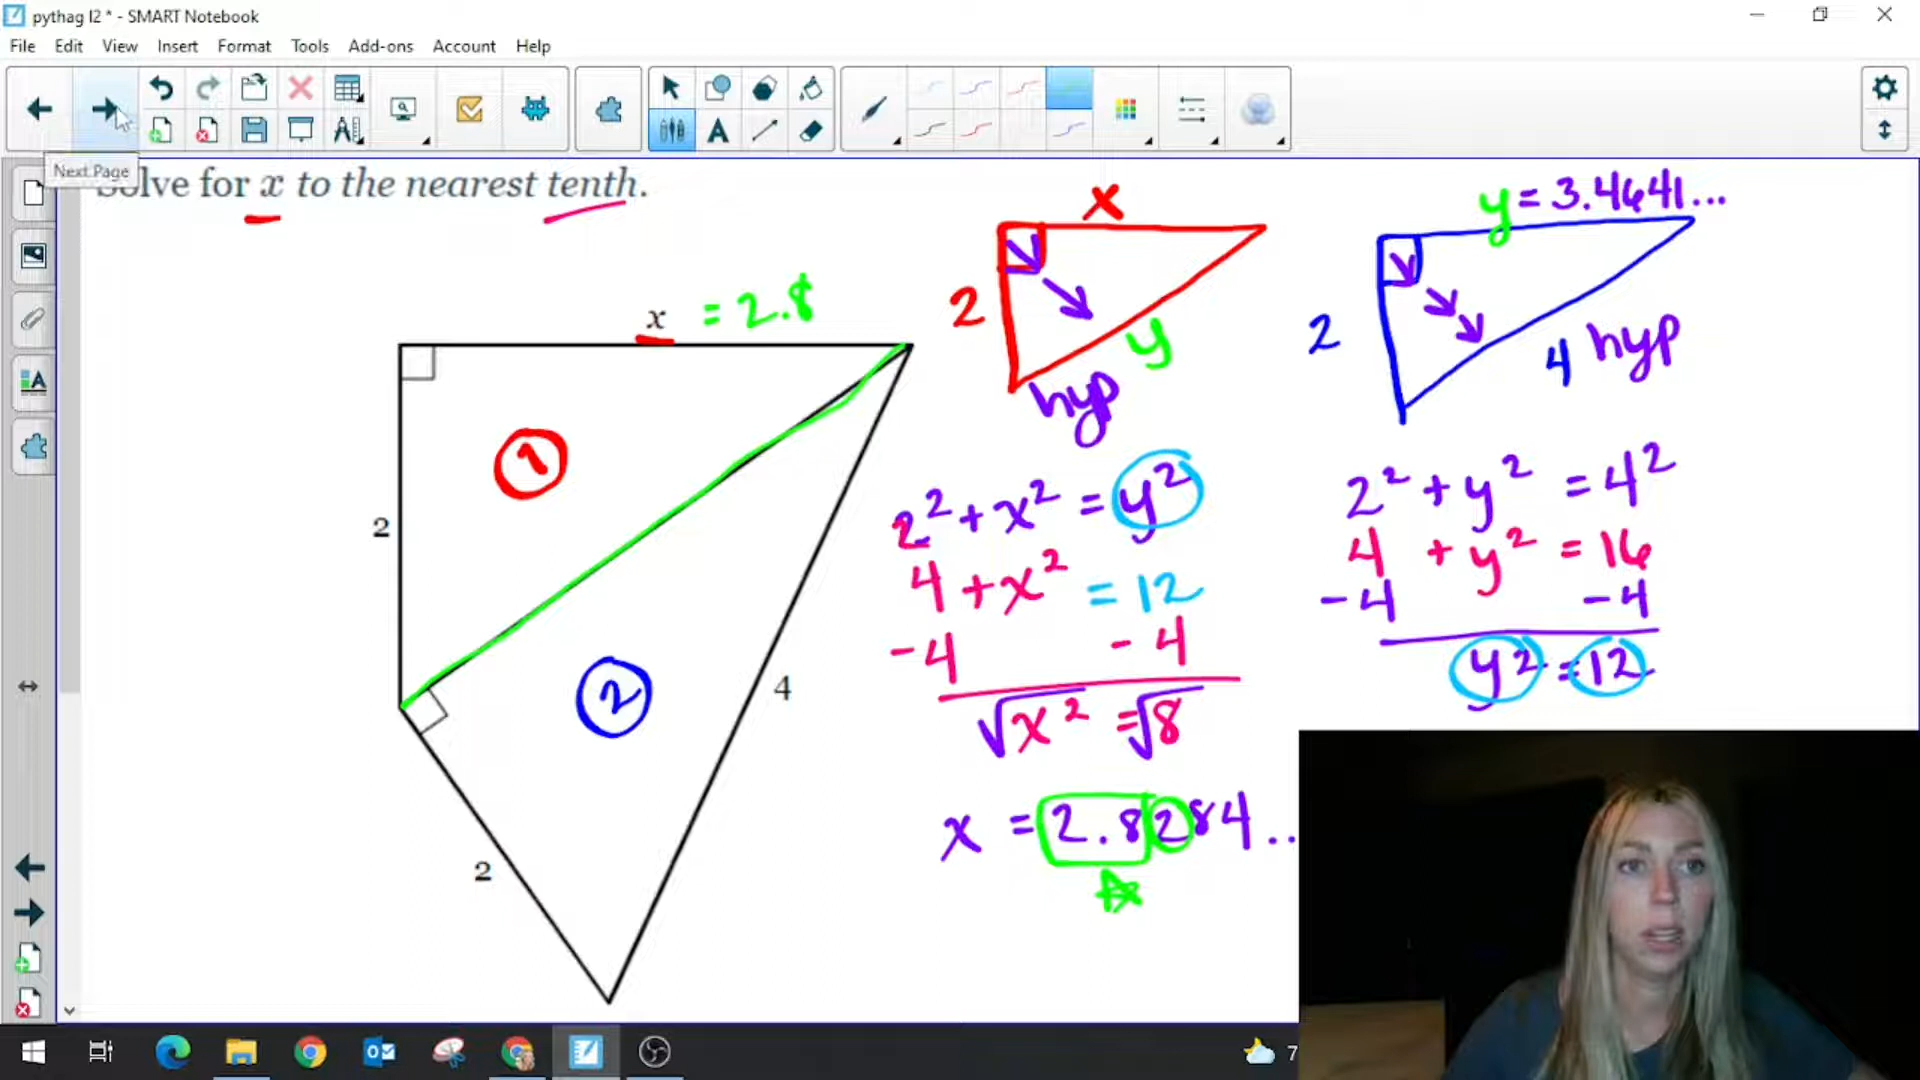 pythag l2 * - SMART Notebook
File Edit View Insert Format Tools Add-ons Account Help
Next Page
Solve for x to the nearest tenth.
x = 2.8
2
1
2
4
2
x
2
y
hyp
2² + x² = y²
4 + x² = 12
-4 -4
√x² = √8
x = 2.8284...
y = 3.4641...
2
4 hyp
2² + y² = 4²
4 + y² = 16
-4 -4
y² = 12
7